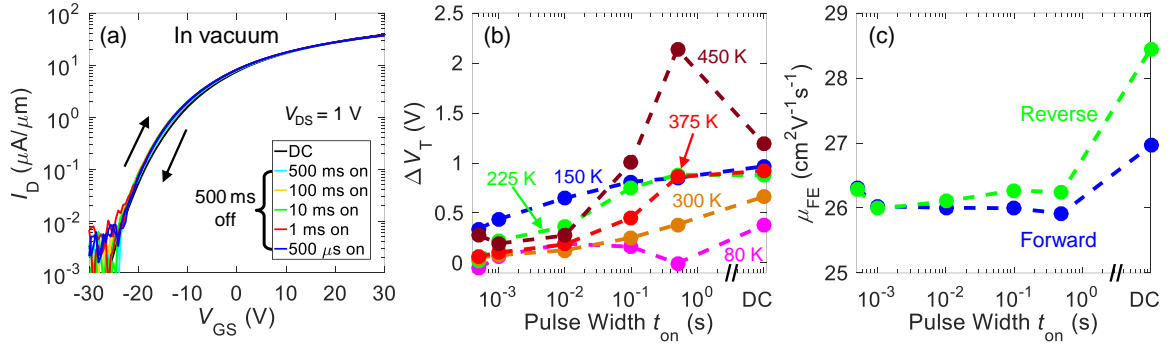 (a)
In vacuum
I_D (μA/μm)
10^2
10^1
10^0
10^-1
10^-2
10^-3
V_DS = 1 V
DC
500 ms on
100 ms on
10 ms on
1 ms on
500 μs on
500 ms
off
-30 -20 -10 0 10 20 30
V_GS (V)
(b)
Δ V_T (V)
2.5
2
1.5
1
0.5
0
450 K
375 K
150 K
225 K
300 K
80 K
10^-3 10^-2 10^-1 10^0 DC
Pulse Width t_on (s)
(c)
μ_FE (cm^2V^-1s^-1)
29
28
27
26
25
Reverse
Forward
10^-3 10^-2 10^-1 10^0 DC
Pulse Width t_on (s)